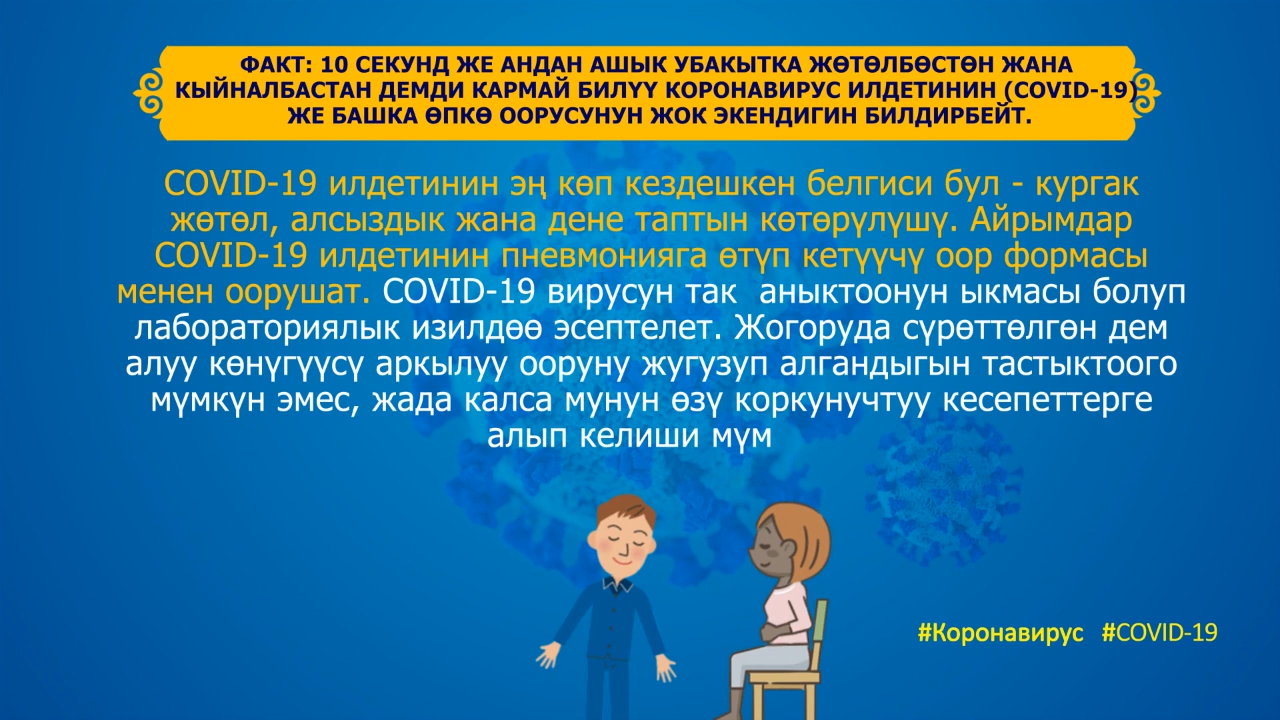 ФАКТ: 10 СЕКУНД ЖЕ АНДАН АШЫК УБАКЫТКА ЖӨТӨЛБӨСТӨН ЖАНА
КЫЙНАЛБАСТАН ДЕМДИ КАРМАЙ БИЛҮҮ КОРОНАВИРУС ИЛДЕТИНИН (COVID-19)
ЖЕ БАШКА ӨПКӨ ООРУСУНУН ЖОК ЭКЕНДИГИН БИЛДИРБЕЙТ.
COVID-19 илдетинин эң көп кездешкен белгиси бул - кургак
жөтөл, алсыздык жана дене таптын көтөрүлүшү. Айрымдар
COVID-19 илдетинин пневмонияга өтүп кетүүчү оор формасы
менен оорушат. COVID-19 вирусун так  аныктоонун ыкмасы болуп
лабораториялык изилдөө эсептелет. Жогоруда сүрөттөлгөн дем
алуу көнүгүүсү аркылуу ооруну жугузуп алгандыгын тастыктоого
мүмкүн эмес, жада калса мунун өзү коркунучтуу кесепеттерге
алып келиши мүм
#Коронавирус   #COVID-19